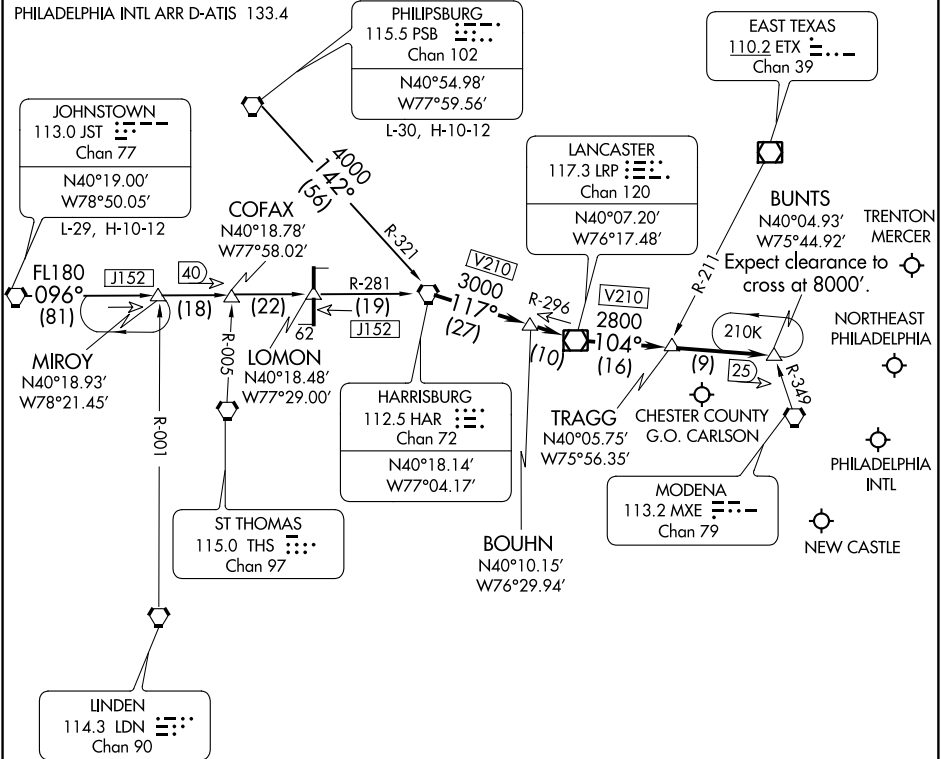 PHILADELPHIA INTL ARR D-ATIS 133.4
PHILIPSBURG
115.5 PSB
Chan 102
N40°54.98'
W77°59.56'
L-30, H-10-12
EAST TEXAS
110.2 ETX
Chan 39
JOHNSTOWN
113.0 JST
Chan 77
N40°19.00'
W78°50.05'
L-29, H-10-12
LANCASTER
117.3 LRP
Chan 120
N40°07.20'
W76°17.48'
4000
142°
(56)
R-321
COFAX
N40°18.78'
W77°58.02'
BUNTS
N40°04.93'
W75°44.92'
Expect clearance to
cross at 8000'.
TRENTON
MERCER
FL180
096°
(81)
J152
40
(18)
(22)
R-281
(19)
J152
62
V210
3000
117°
(27)
R-296
(10)
V210
2800
104°
(16)
R-211
210K
(9)
25
R-349
NORTHEAST
PHILADELPHIA
MIROY
N40°18.93'
W78°21.45'
R-005
LOMON
N40°18.48'
W77°29.00'
HARRISBURG
112.5 HAR
Chan 72
N40°18.14'
W77°04.17'
TRAGG
N40°05.75'
W75°56.35'
CHESTER COUNTY
G.O. CARLSON
PHILADELPHIA
INTL
R-001
ST THOMAS
115.0 THS
Chan 97
MODENA
113.2 MXE
Chan 79
NEW CASTLE
BOUHN
N40°10.15'
W76°29.94'
LINDEN
114.3 LDN
Chan 90